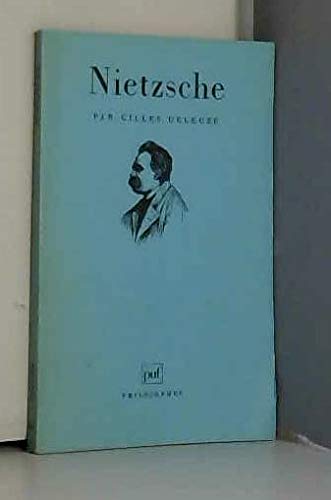 Nietzsche
PAR GILLES DELEUZE
puf
PHILOSOPHES